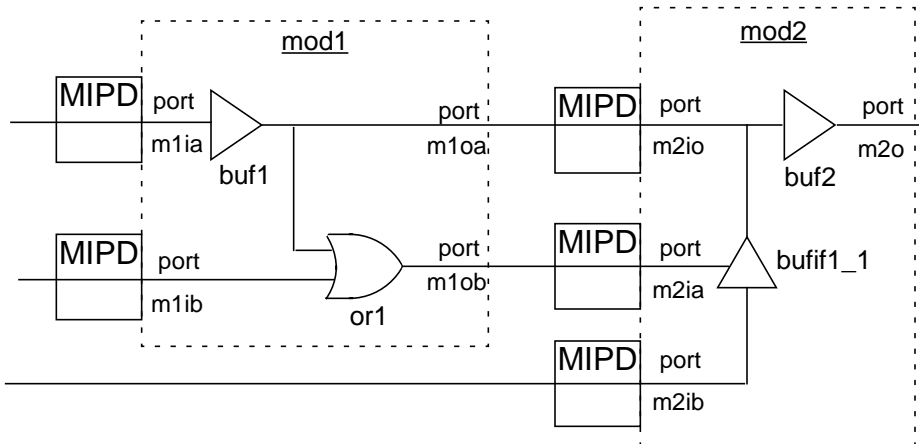 mod1
MIPD
port
m1ia
buf1
port
m1oa
MIPD
port
m1ib
or1
port
m1ob
mod2
MIPD
port
m2io
buf2
port
m2o
MIPD
port
m2ia
bufif1_1
MIPD
port
m2ib